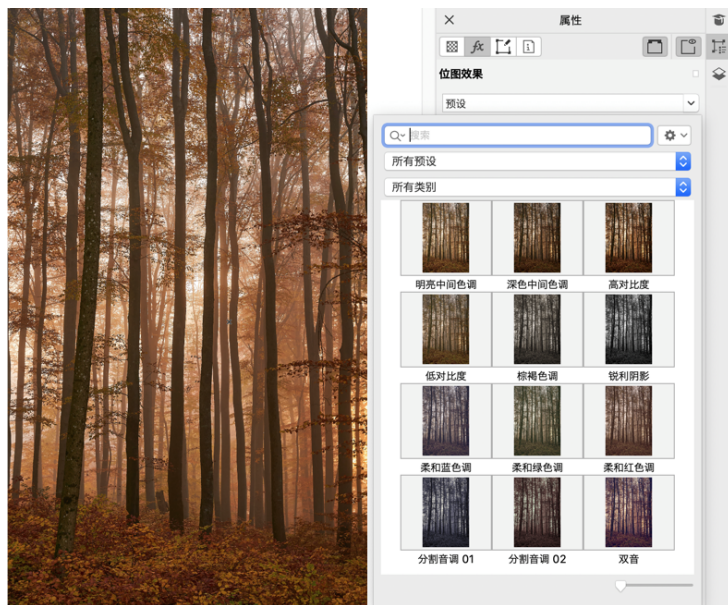 属性
fx
位图效果
预设
搜索
所有预设
所有类别
明亮中间色调
深色中间色调
高对比度
低对比度
棕褐色调
锐利阴影
柔和蓝色调
柔和绿色调
柔和红色调
分割音调 01
分割音调 02
双音